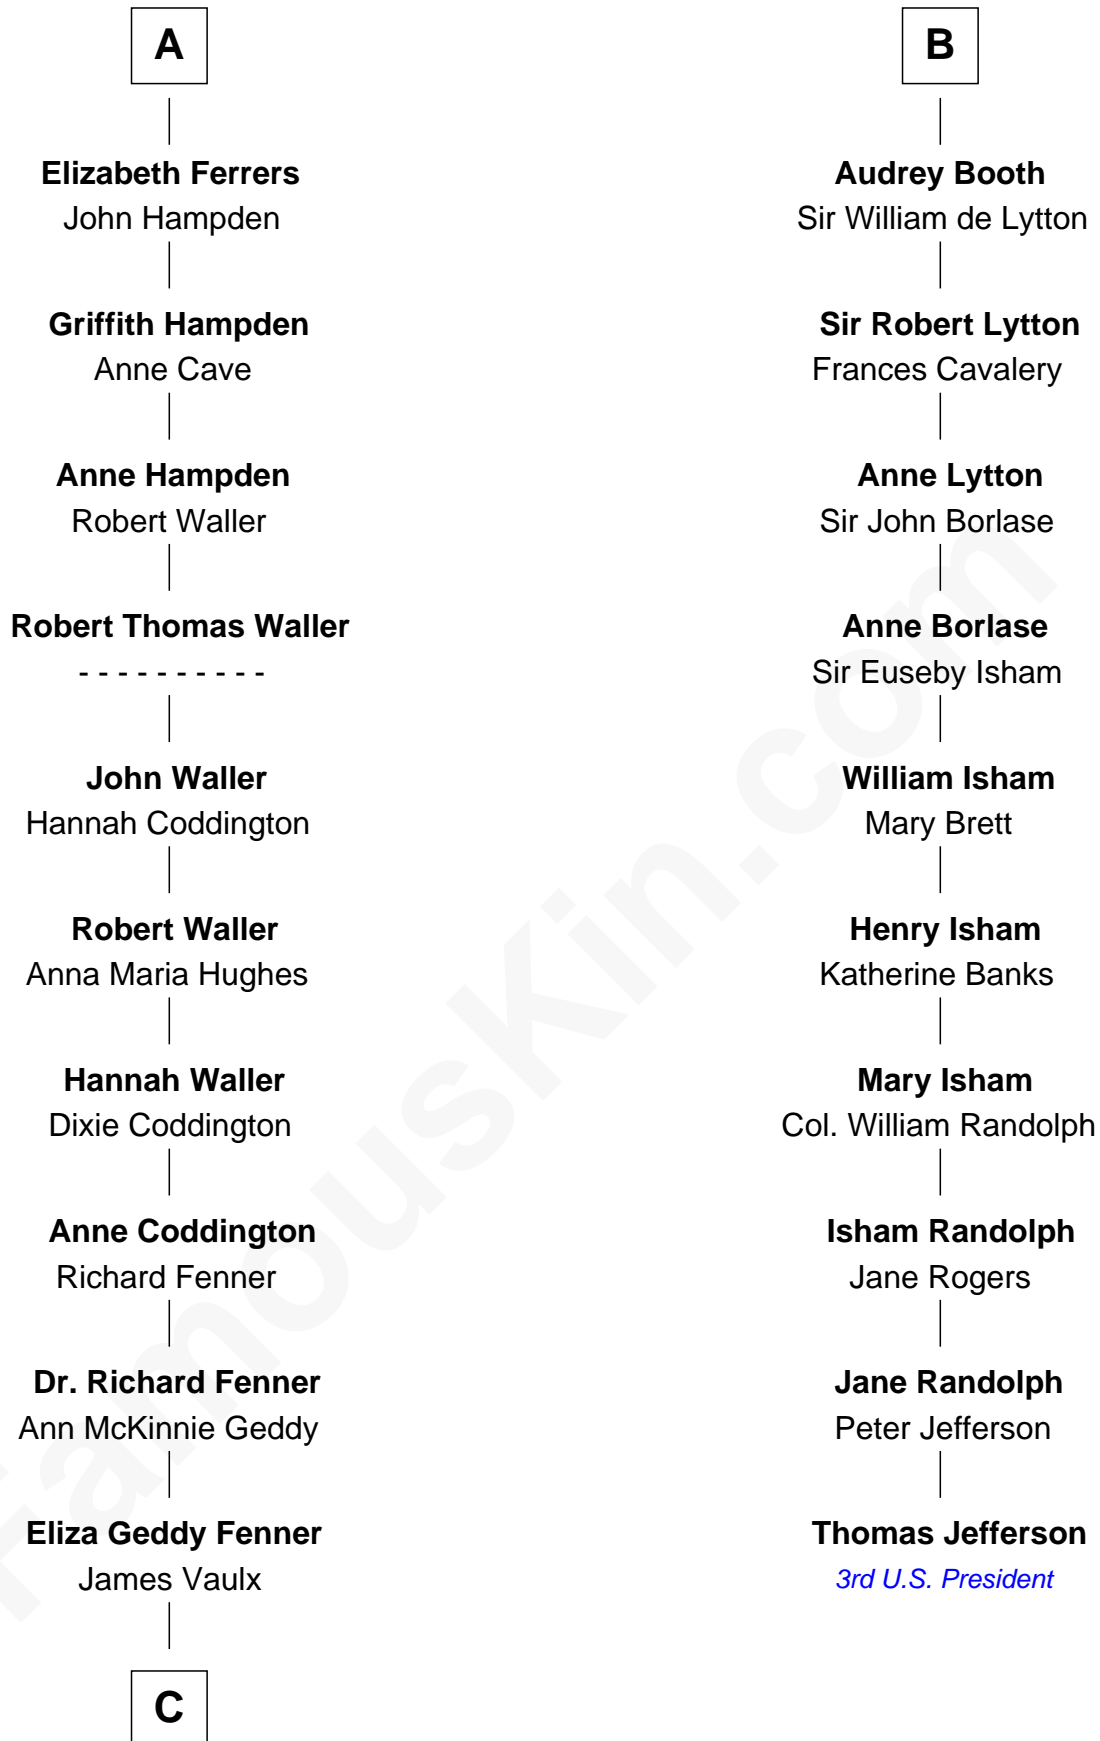 A
Elizabeth Ferrers
John Hampden
Griffith Hampden
Anne Cave
Anne Hampden
Robert Waller
Robert Thomas Waller
- - - - - - - - - -
John Waller
Hannah Coddington
Robert Waller
Anna Maria Hughes
Hannah Waller
Dixie Coddington
Anne Coddington
Richard Fenner
Dr. Richard Fenner
Ann McKinnie Geddy
Eliza Geddy Fenner
James Vaulx
C
B
Audrey Booth
Sir William de Lytton
Sir Robert Lytton
Frances Cavalery
Anne Lytton
Sir John Borlase
Anne Borlase
Sir Euseby Isham
William Isham
Mary Brett
Henry Isham
Katherine Banks
Mary Isham
Col. William Randolph
Isham Randolph
Jane Rogers
Jane Randolph
Peter Jefferson
Thomas Jefferson
3rd U.S. President
FamousKin.com